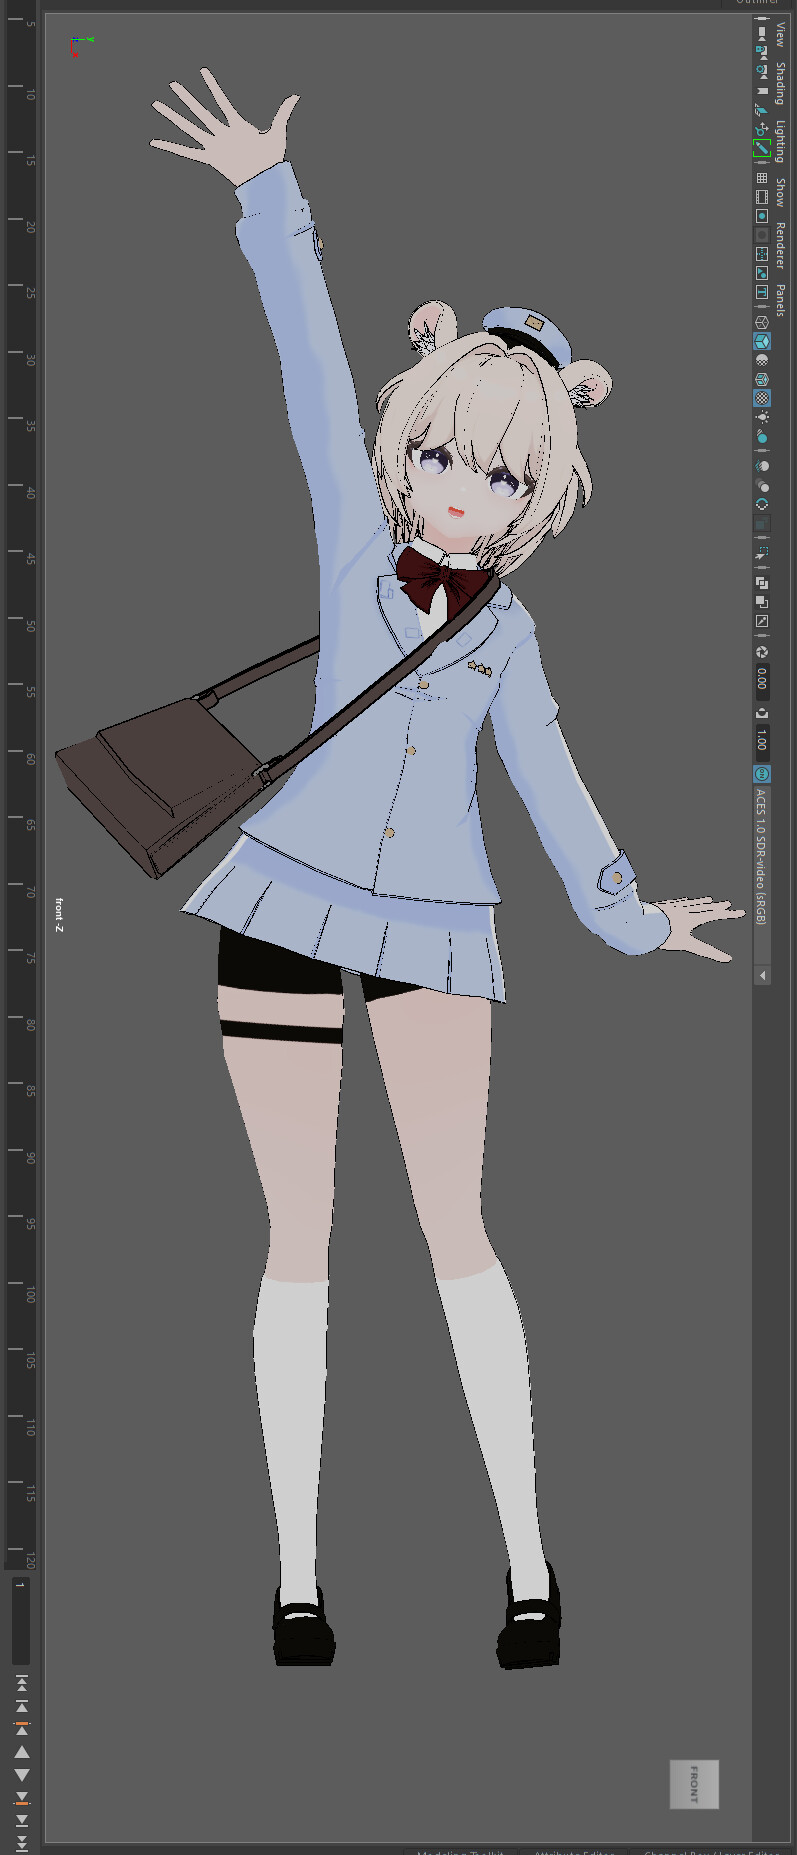 Outliner
View Shading Lighting Show Renderer Panels
0.00
1.00
ACES 1.0 SDR-video (sRGB)
front -Z
FRONT
y
5 10 15 20 25 30 35 40 45 50 55 60 65 70 75 80 85 90 95 100 105 110 115 120
1
Modeling Toolkit
Attribute Editor
Channel Box / Layer Editor